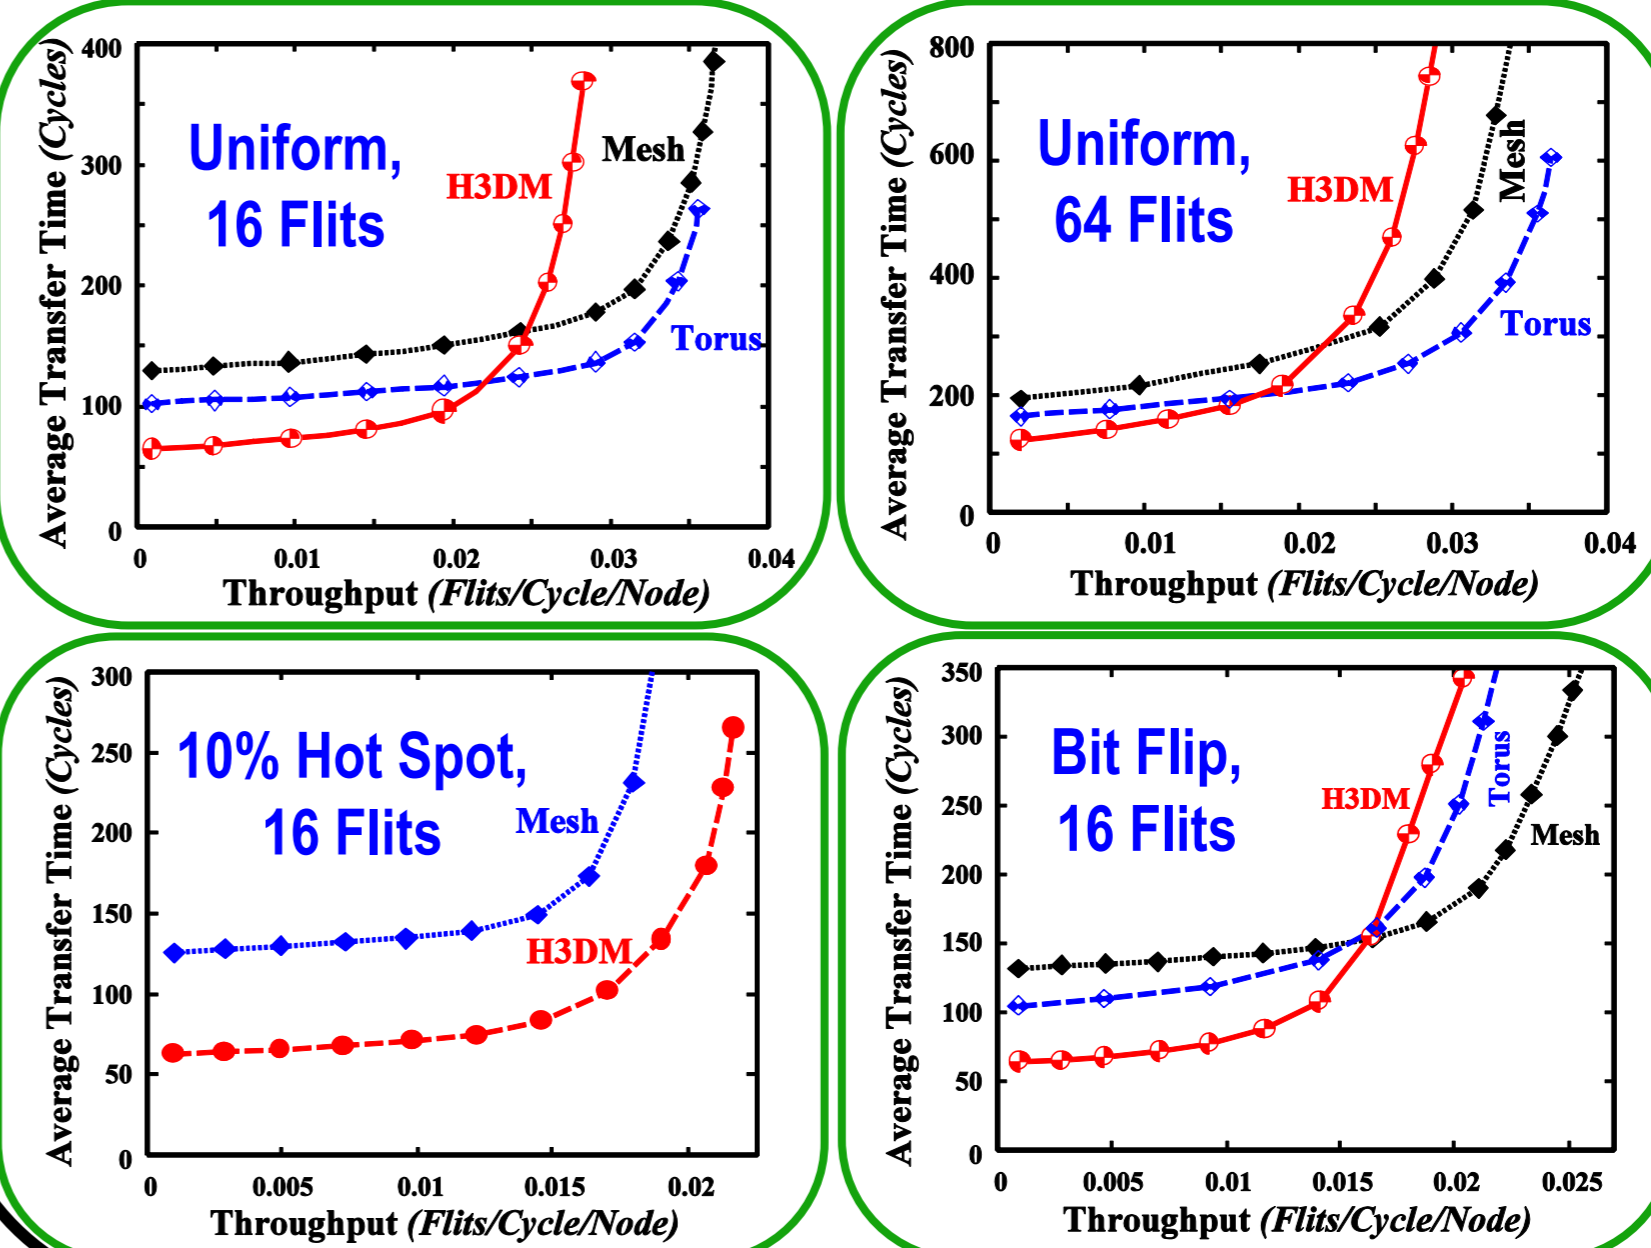 Average Transfer Time (Cycles)
400
300
200
100
0
Uniform,
16 Flits
H3DM
Mesh
Torus
0 0.01 0.02 0.03 0.04
Throughput (Flits/Cycle/Node)
Average Transfer Time (Cycles)
800
600
400
200
0
Uniform,
64 Flits
H3DM
Mesh
Torus
0 0.01 0.02 0.03 0.04
Throughput (Flits/Cycle/Node)
Average Transfer Time (Cycles)
300
250
200
150
100
50
0
10% Hot Spot,
16 Flits
Mesh
H3DM
0 0.005 0.01 0.015 0.02
Throughput (Flits/Cycle/Node)
Average Transfer Time (Cycles)
350
300
250
200
150
100
50
0
Bit Flip,
16 Flits
H3DM
Torus
Mesh
0 0.005 0.01 0.015 0.02 0.025
Throughput (Flits/Cycle/Node)